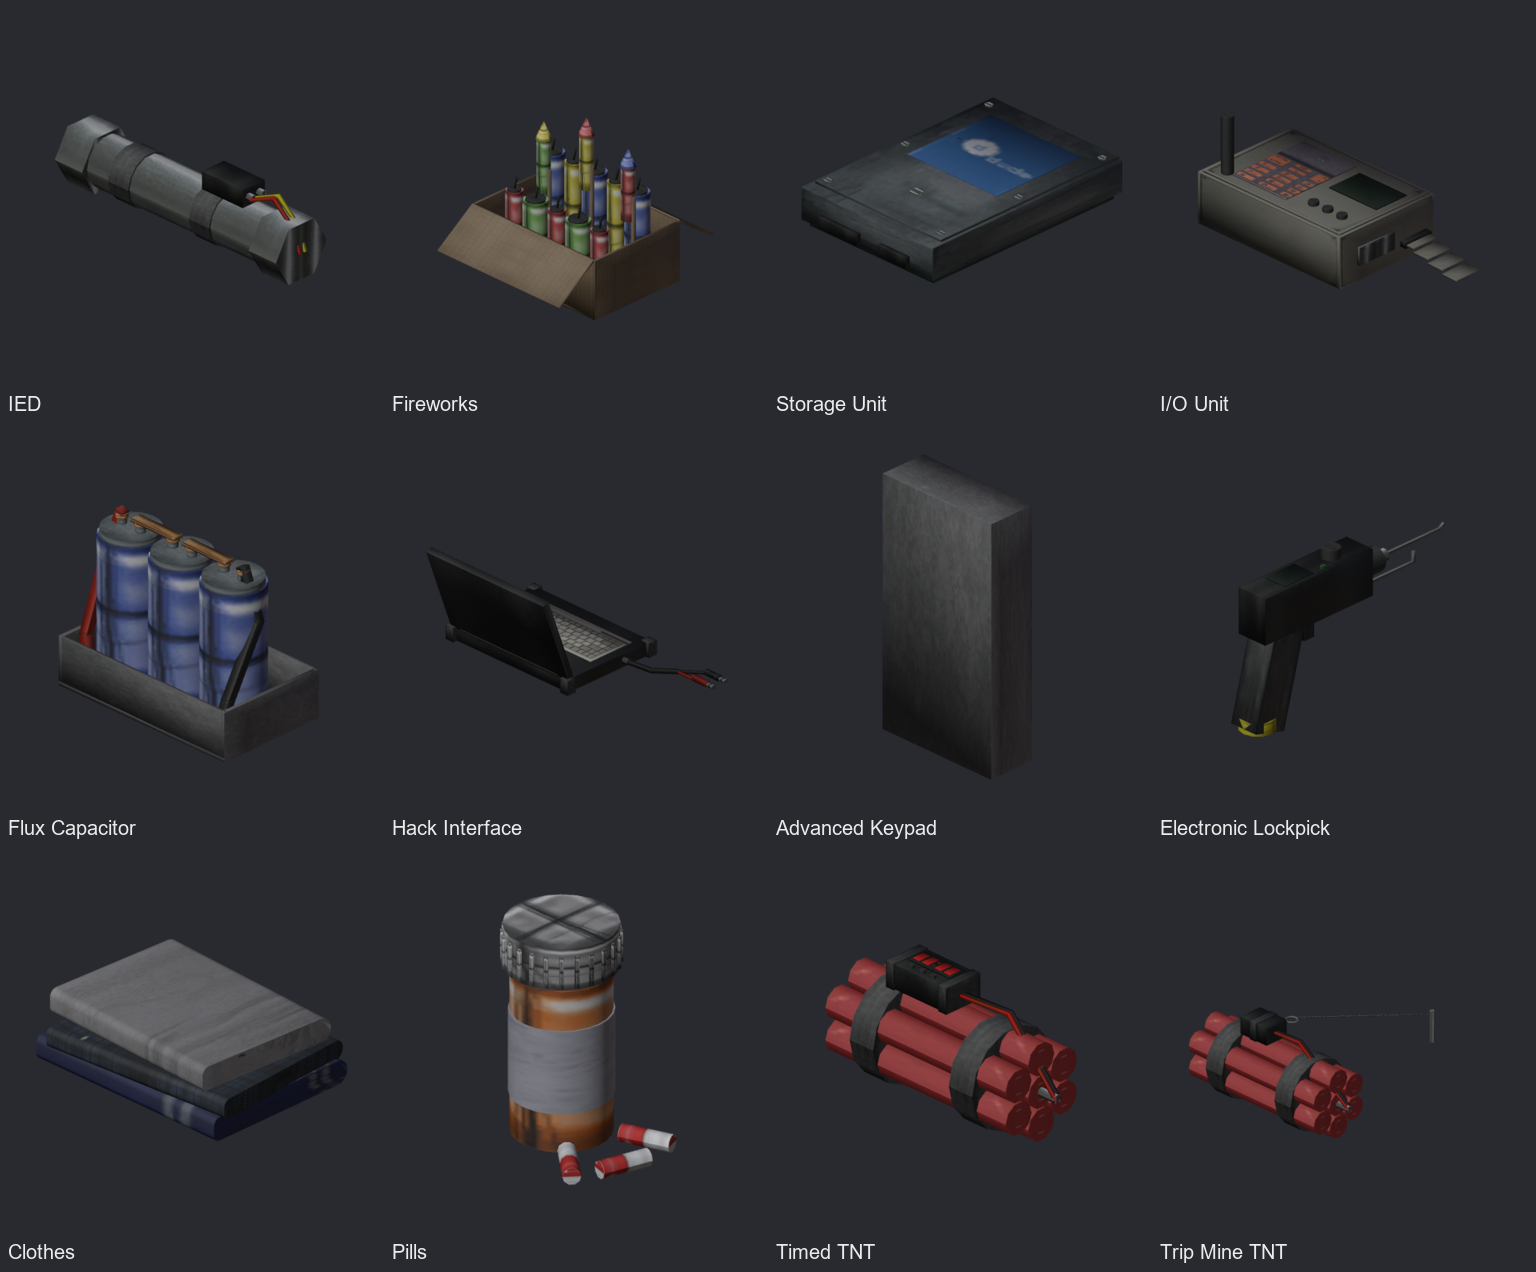 IED
Fireworks
Storage Unit
I/O Unit
Flux Capacitor
Hack Interface
Advanced Keypad
Electronic Lockpick
Clothes
Pills
Timed TNT
Trip Mine TNT